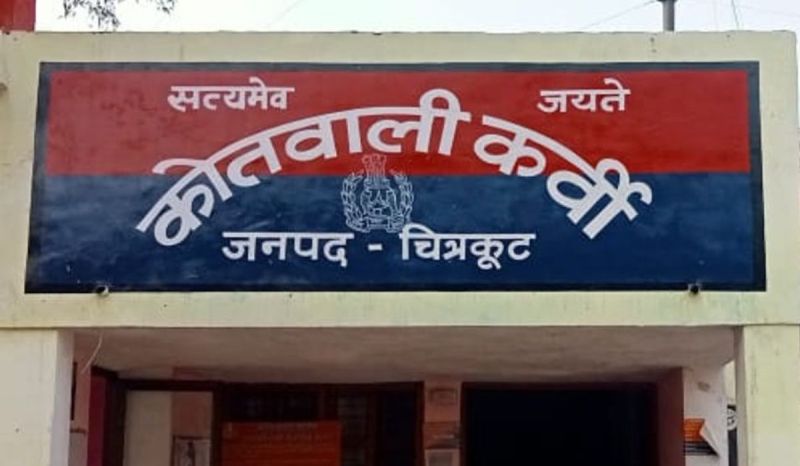 सत्यमेव जयते
कोतवाली कर्वी
जनपद - चित्रकूट